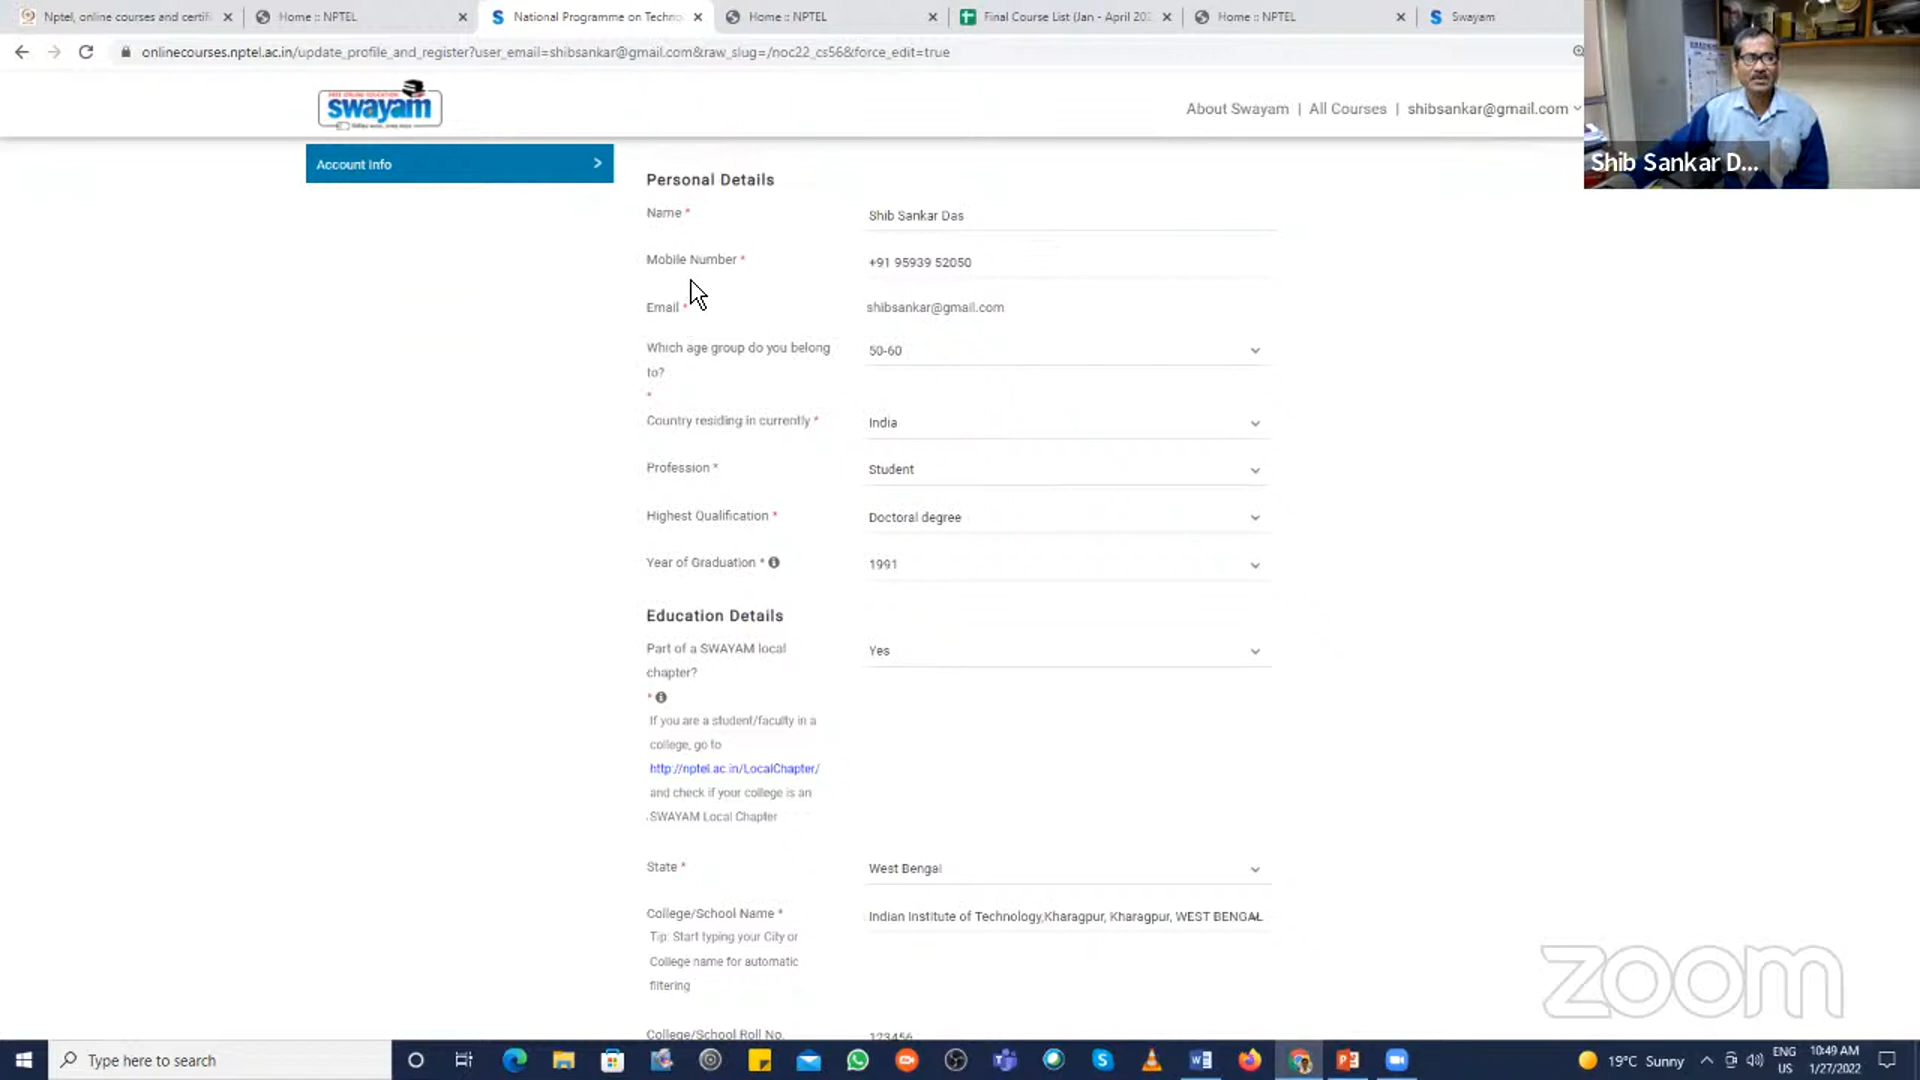 Nptel, online courses and certifi
Home :: NPTEL
National Programme on Techno
Home :: NPTEL
Final Course List (Jan - April 202
Home :: NPTEL
Swayam
onlinecourses.nptel.ac.in/update_profile_and_register?user_email=shibsankar@gmail.com&raw_slug=/noc22_cs56&force_edit=true
FREE ONLINE EDUCATION
swayam
About Swayam | All Courses | shibsankar@gmail.com
Shib Sankar D...
Account Info
Personal Details
Name * Shib Sankar Das
Mobile Number * +91 95939 52050
Email * shibsankar@gmail.com
Which age group do you belong 50-60
to?
*
Country residing in currently * India
Profession * Student
Highest Qualification * Doctoral degree
Year of Graduation * 1991
Education Details
Part of a SWAYAM local Yes
chapter?
*
If you are a student/faculty in a
college, go to
http://nptel.ac.in/LocalChapter/
and check if your college is an
SWAYAM Local Chapter
State * West Bengal
College/School Name * Indian Institute of Technology,Kharagpur, Kharagpur, WEST BENGAL
Tip: Start typing your City or
College name for automatic
filtering
College/School Roll No. 123456
zoom
Type here to search
19°C Sunny
ENG
US
10:49 AM
1/27/2022